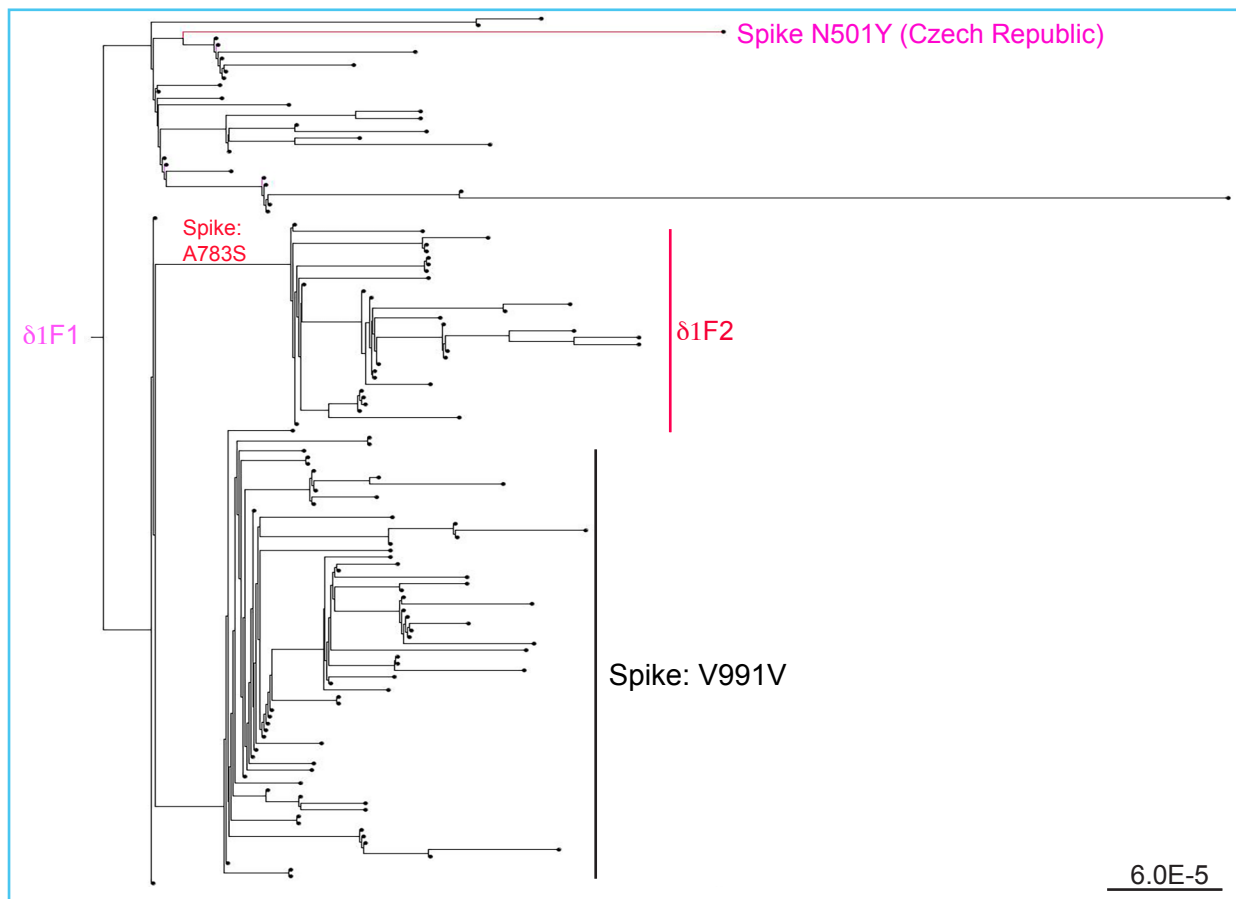 Spike N501Y (Czech Republic)
Spike:
A783S
δ1F1
δ1F2
Spike: V991V
6.0E-5